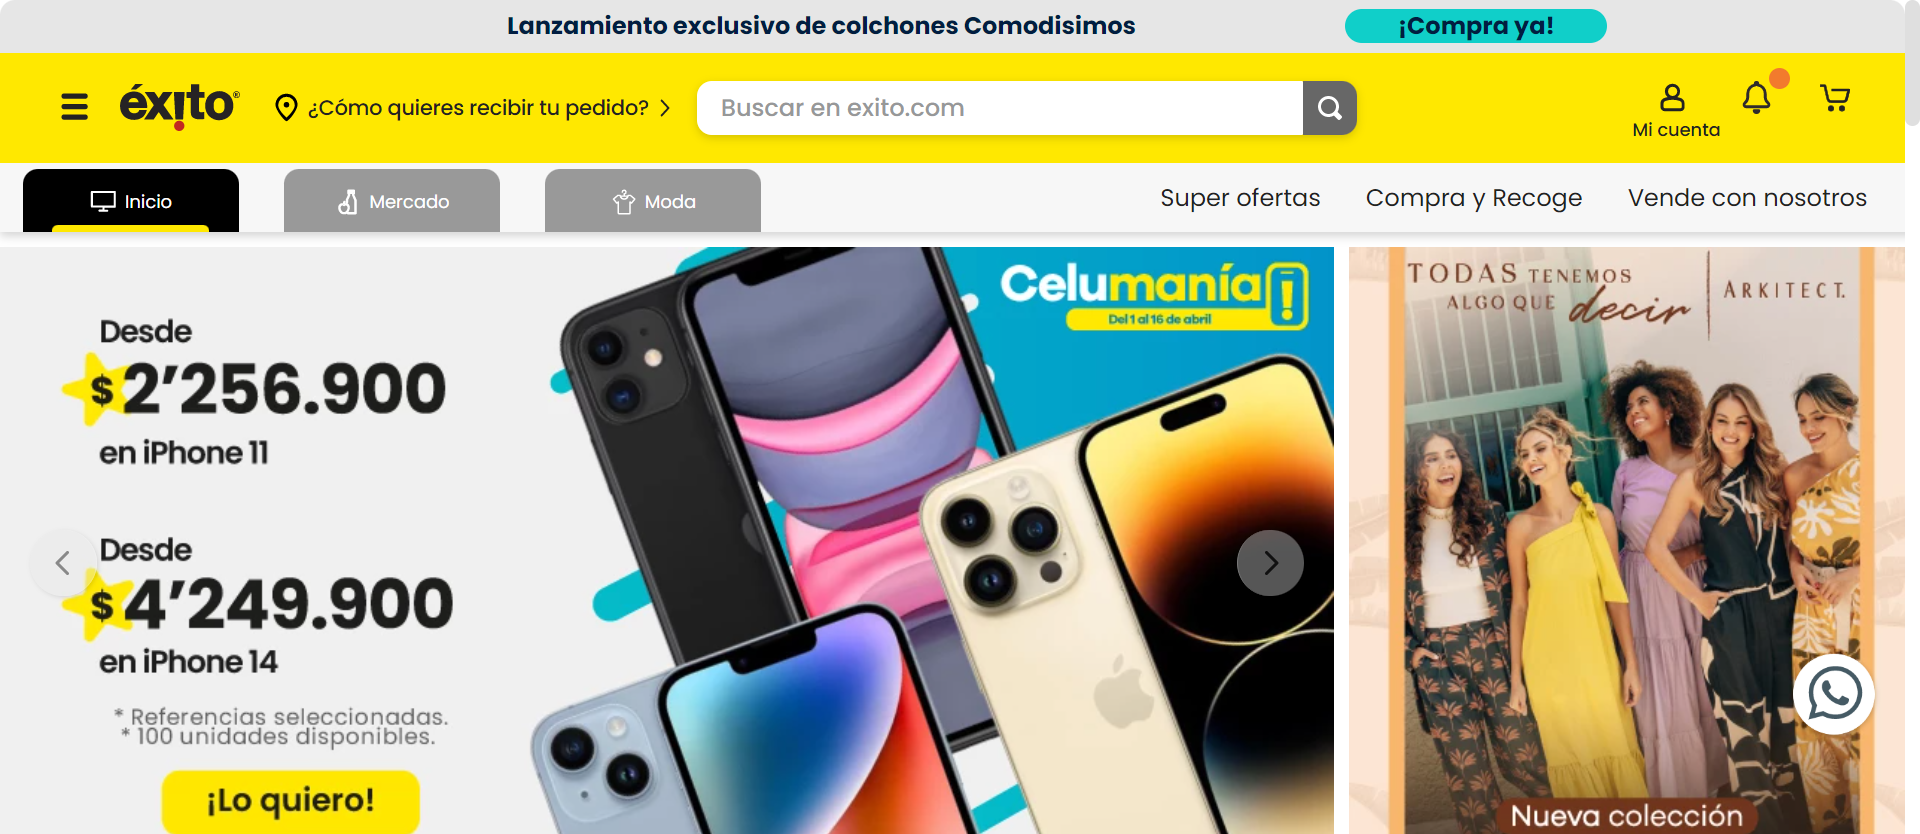 Lanzamiento exclusivo de colchones Comodisimos
¡Compra ya!
éxito®
¿Cómo quieres recibir tu pedido?
Buscar en exito.com
Mi cuenta
Inicio
Mercado
Moda
Super ofertas
Compra y Recoge
Vende con nosotros
Desde
$ 2'256.900
en iPhone 11
Desde
$ 4'249.900
en iPhone 14
* Referencias seleccionadas.
* 100 unidades disponibles.
¡Lo quiero!
Celumanía
Del 1 al 16 de abril
TODAS TENEMOS
ALGO QUE decir
ARKITECT.
Nueva colección